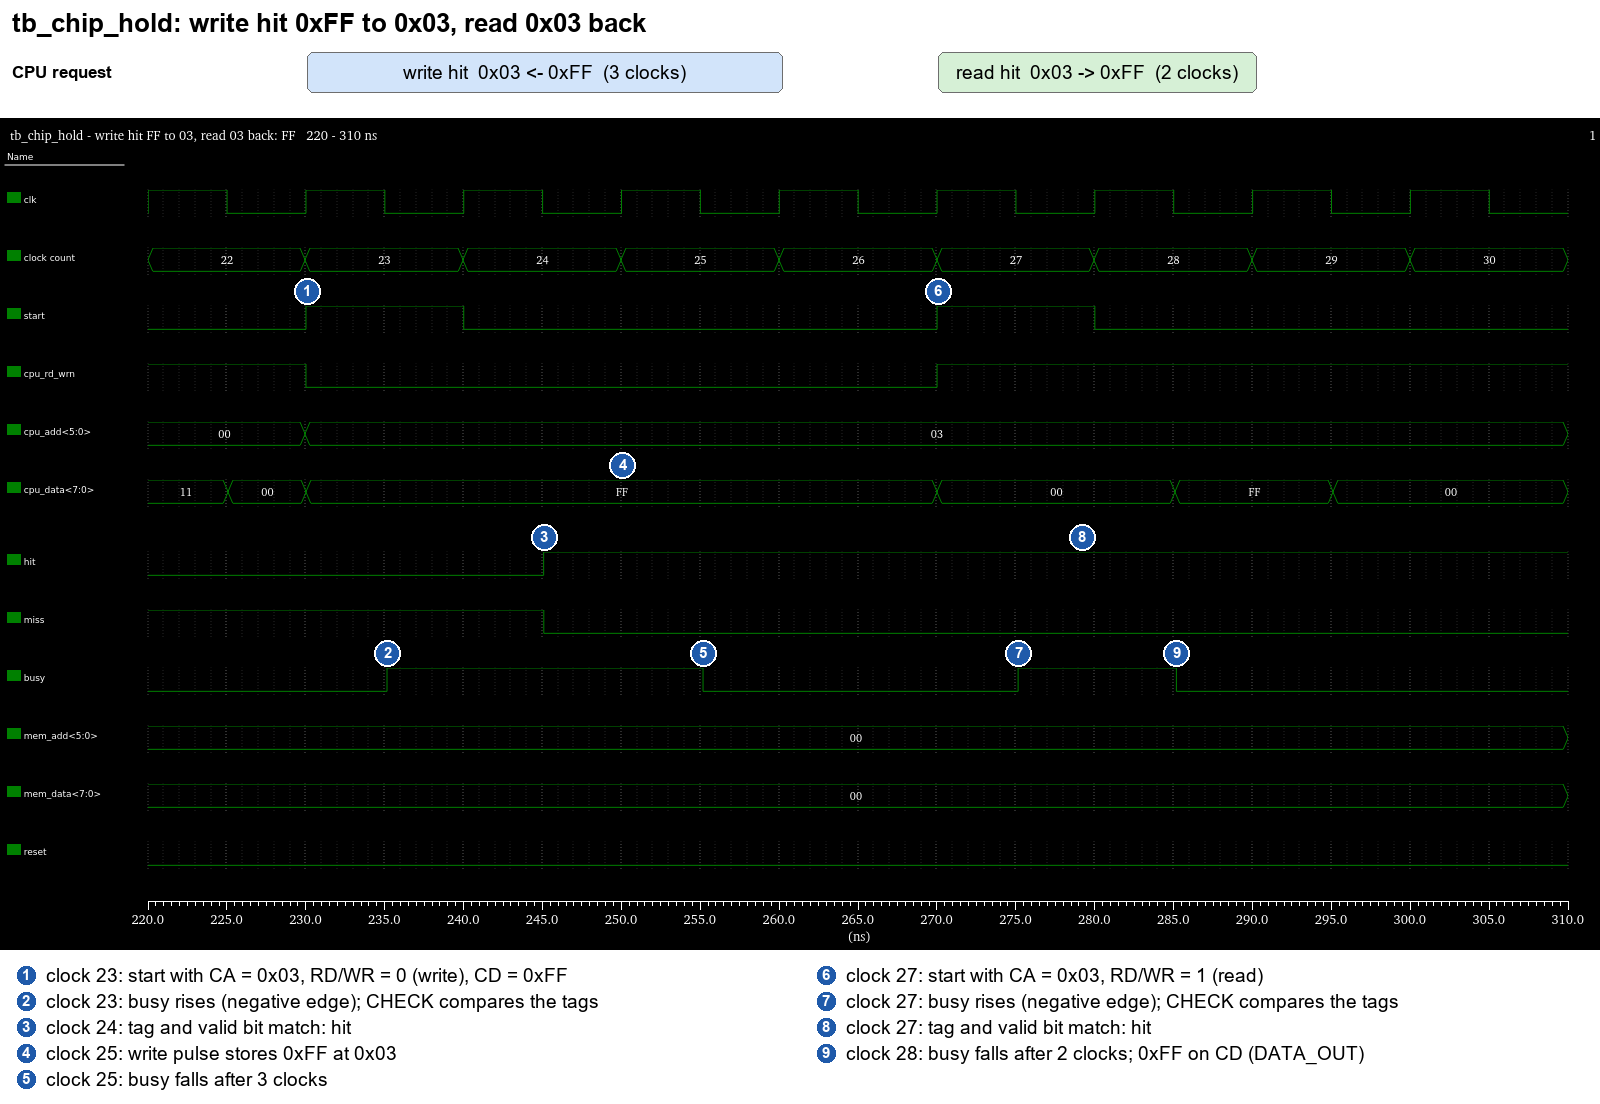 tb_chip_hold: write hit 0xFF to 0x03, read 0x03 back
CPU request
write hit 0x03 <- 0xFF (3 clocks)
read hit 0x03 -> 0xFF (2 clocks)
tb_chip_hold - write hit FF to 03, read 03 back: FF 220 - 310 ns
1
Name
clk
clock count
22 23 24 25 26 27 28 29 30
1 6
start
cpu_rd_wrn
cpu_add<5:0>
00 03
4
cpu_data<7:0>
11 00 FF 00 FF 00
3 8
hit
miss
2 5 7 9
busy
mem_add<5:0>
00
mem_data<7:0>
00
reset
220.0 225.0 230.0 235.0 240.0 245.0 250.0 255.0 260.0 265.0 270.0 275.0 280.0 285.0 290.0 295.0 300.0 305.0 310.0
(ns)
1 clock 23: start with CA = 0x03, RD/WR = 0 (write), CD = 0xFF
2 clock 23: busy rises (negative edge); CHECK compares the tags
3 clock 24: tag and valid bit match: hit
4 clock 25: write pulse stores 0xFF at 0x03
5 clock 25: busy falls after 3 clocks
6 clock 27: start with CA = 0x03, RD/WR = 1 (read)
7 clock 27: busy rises (negative edge); CHECK compares the tags
8 clock 27: tag and valid bit match: hit
9 clock 28: busy falls after 2 clocks; 0xFF on CD (DATA_OUT)